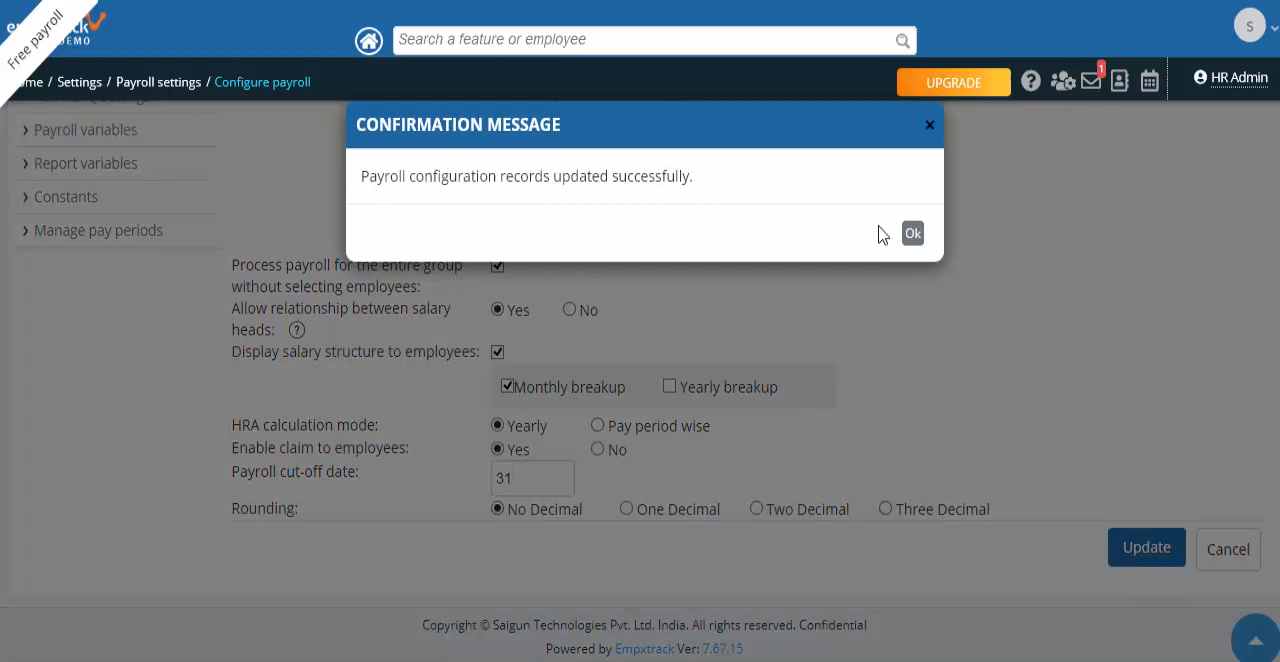 Free payroll
DEMO
Search a feature or employee
S
/ Settings / Payroll settings / Configure payroll
UPGRADE
?
1
HR Admin
CONFIRMATION MESSAGE
×
Payroll configuration records updated successfully.
Ok
Payroll variables
Report variables
Constants
Manage pay periods
Process payroll for the entire group
without selecting employees:
Allow relationship between salary
heads: ?
Yes No
Display salary structure to employees:
Monthly breakup Yearly breakup
HRA calculation mode: Yearly Pay period wise
Enable claim to employees: Yes No
Payroll cut-off date: 31
Rounding: No Decimal One Decimal Two Decimal Three Decimal
Update Cancel
Copyright © Saigun Technologies Pvt. Ltd. India. All rights reserved. Confidential
Powered by Empxtrack Ver: 7.67.15